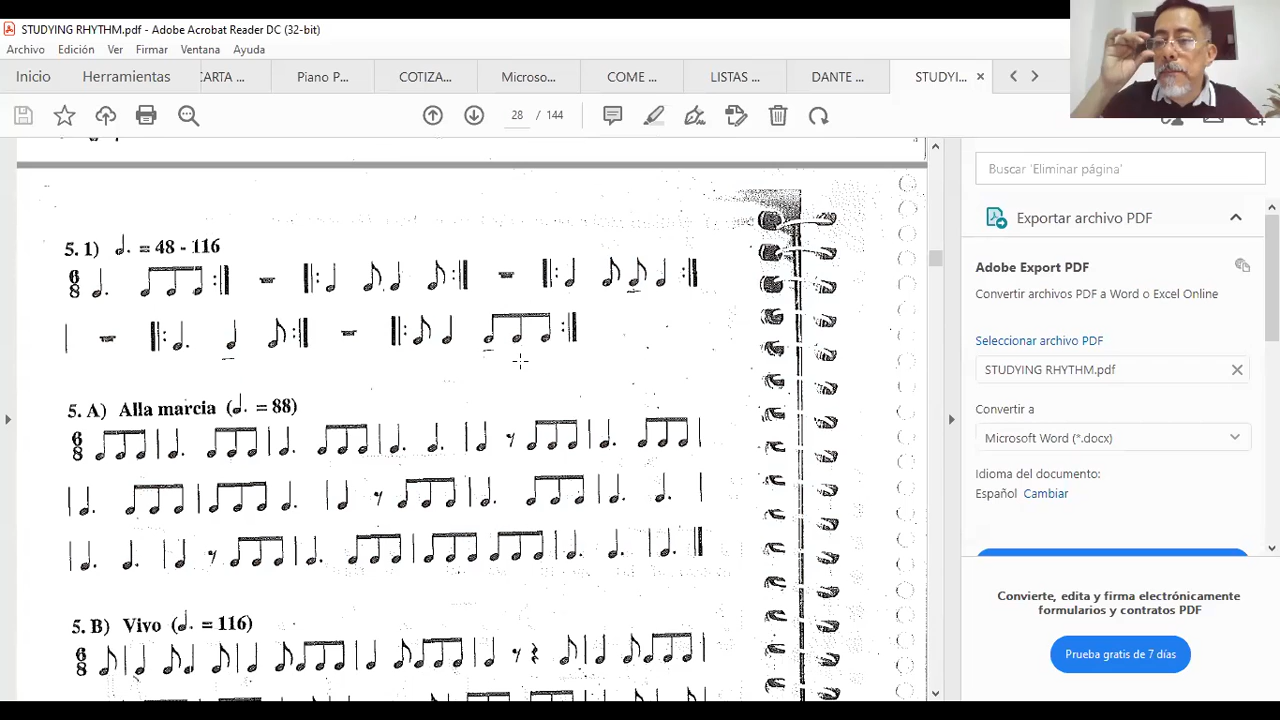 STUDYING RHYTHM.pdf - Adobe Acrobat Reader DC (32-bit)
Archivo Edición Ver Firmar Ventana Ayuda
Inicio Herramientas CARTA ... Piano P... COTIZA... Microso... COME ... LISTAS ... DANTE ... STUDYI...
28 / 144
Buscar 'Eliminar página'
Exportar archivo PDF
Adobe Export PDF
Convertir archivos PDF a Word o Excel Online
Seleccionar archivo PDF
STUDYING RHYTHM.pdf
Convertir a
Microsoft Word (*.docx)
Idioma del documento:
Español Cambiar
Convierte, edita y firma electrónicamente
formularios y contratos PDF
Prueba gratis de 7 días
5. 1) = 48 - 116
6
8
5. A) Alla marcia ( = 88)
6
8
5. B) Vivo ( = 116)
6
8